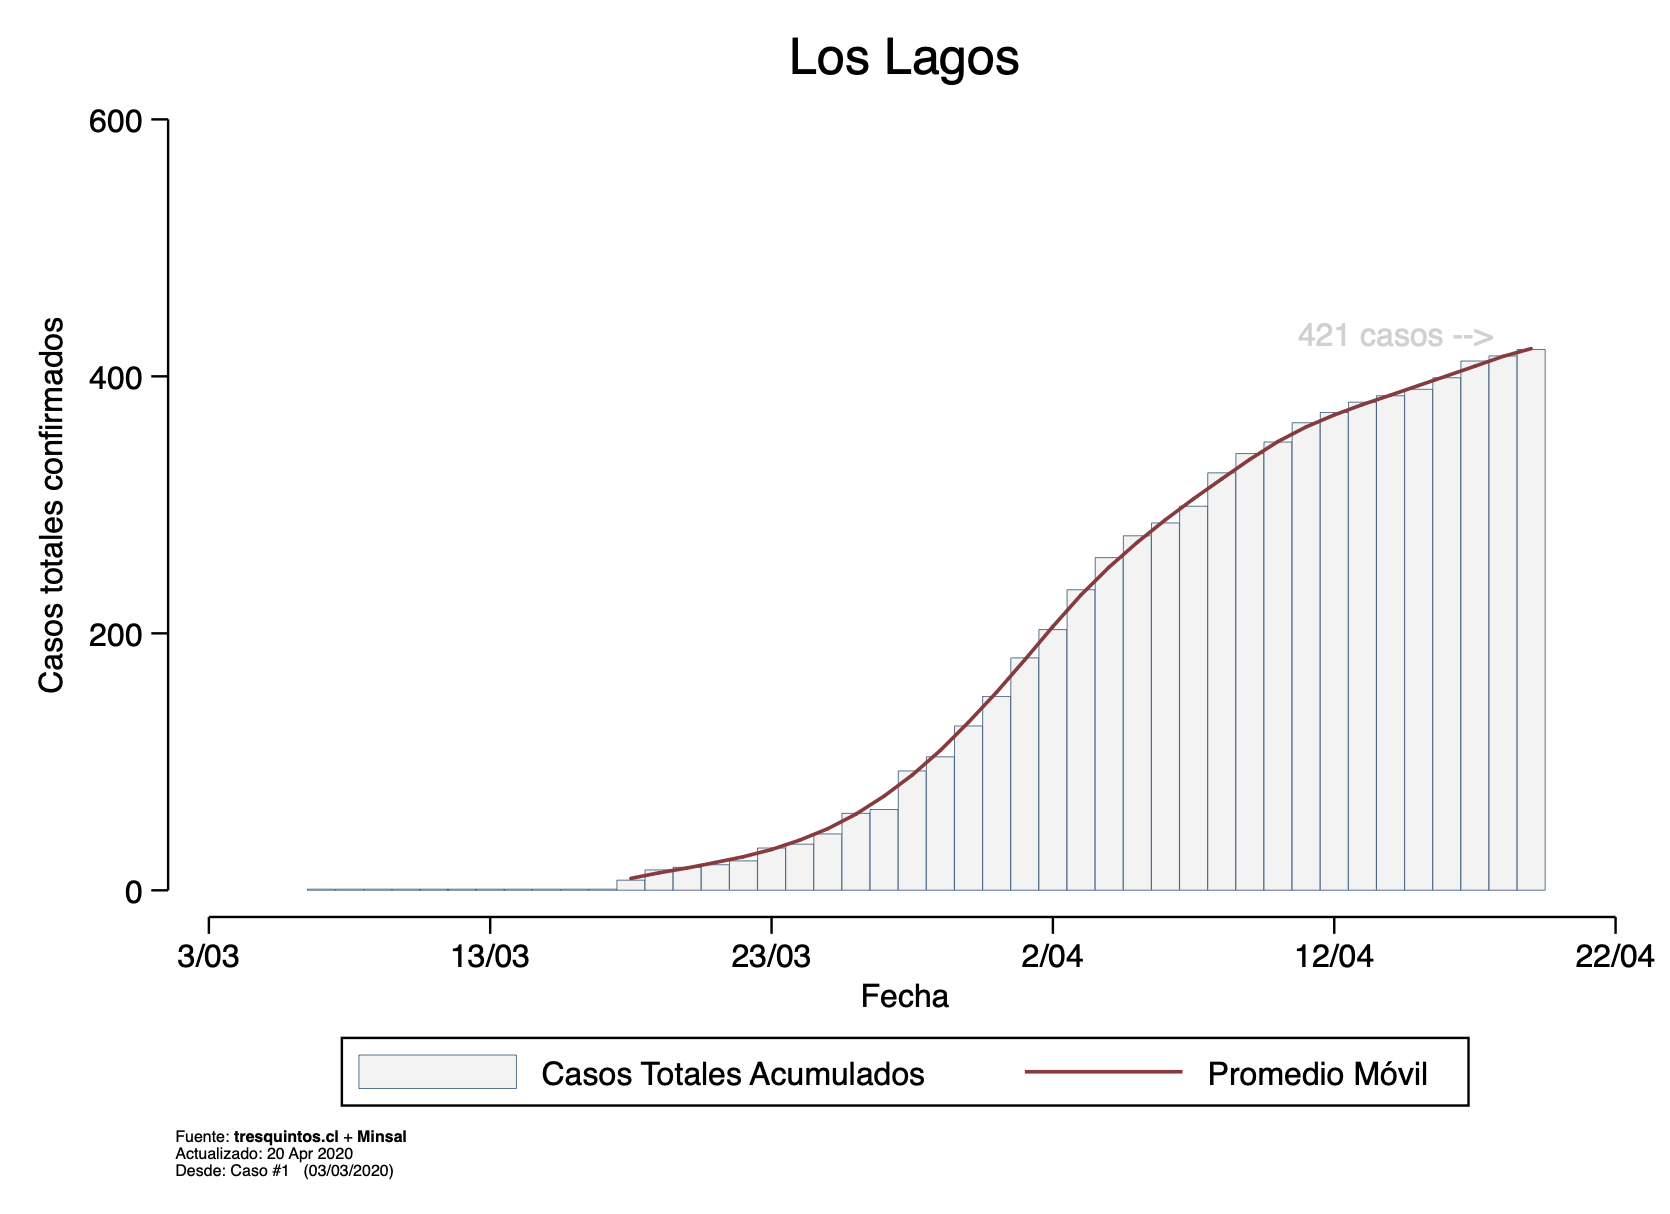 Los Lagos
600
400
200
0
Casos totales confirmados
421 casos -->
3/03 13/03 23/03 2/04 12/04 22/04
Fecha
Casos Totales Acumulados Promedio Móvil
Fuente: tresquintos.cl + Minsal
Actualizado: 20 Apr 2020
Desde: Caso #1 (03/03/2020)